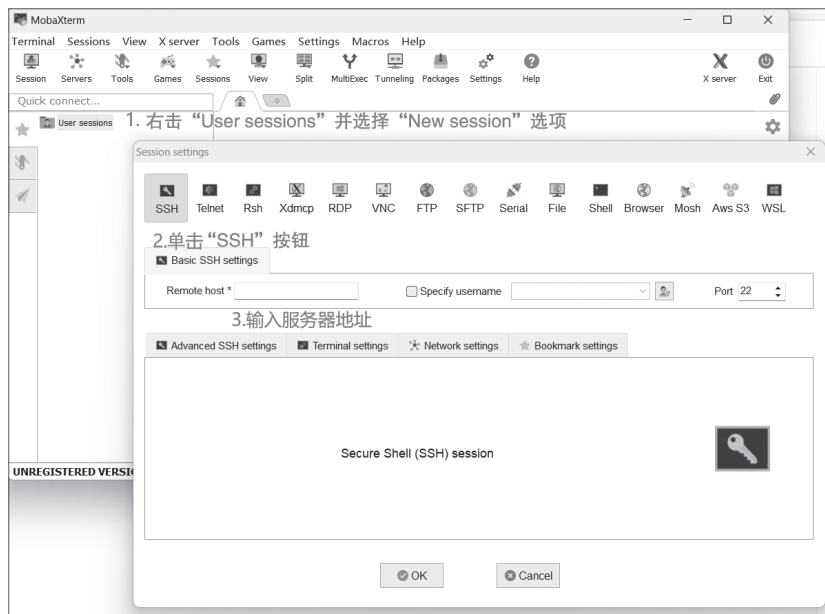 MobaXterm
Terminal Sessions View X server Tools Games Settings Macros Help
Session Servers Tools Games Sessions View Split MultiExec Tunneling Packages Settings Help X server Exit
Quick connect...
User sessions
1. 右击“User sessions”并选择“New session”选项
Session settings
SSH Telnet Rsh Xdmcp RDP VNC FTP SFTP Serial File Shell Browser Mosh Aws S3 WSL
2.单击“SSH”按钮
Basic SSH settings
Remote host * Specify username Port 22
3.输入服务器地址
Advanced SSH settings Terminal settings Network settings Bookmark settings
Secure Shell (SSH) session
UNREGISTERED VERSIO
OK Cancel